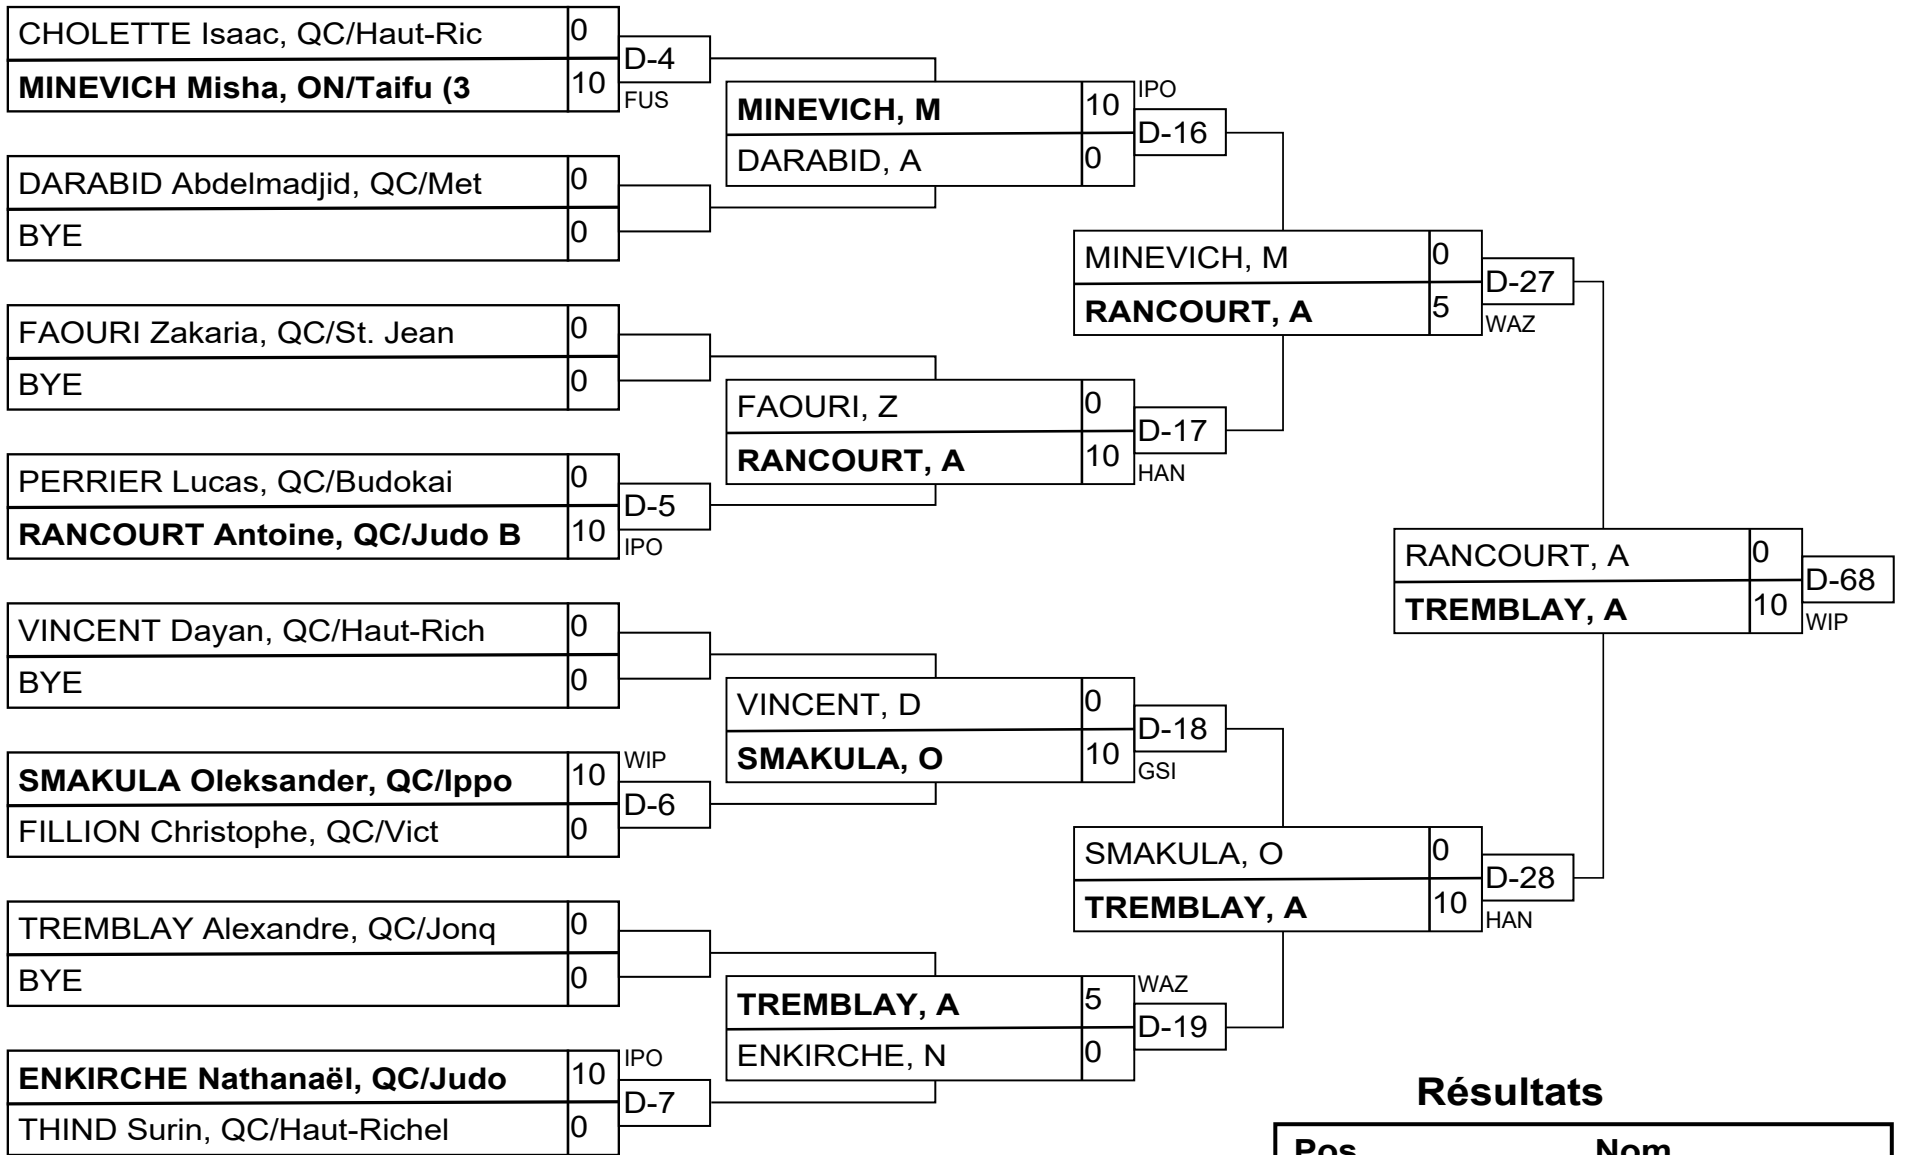 CHOLETTE Isaac, QC/Haut-Ric 0
D-4
MINEVICH Misha, ON/Taifu (3 10
FUS
DARABID Abdelmadjid, QC/Met 0
BYE 0
FAOURI Zakaria, QC/St. Jean 0
BYE 0
PERRIER Lucas, QC/Budokai 0
D-5
RANCOURT Antoine, QC/Judo B 10
IPO
VINCENT Dayan, QC/Haut-Rich 0
BYE 0
WIP
SMAKULA Oleksander, QC/Ippo 10
D-6
FILLION Christophe, QC/Vict 0
TREMBLAY Alexandre, QC/Jonq 0
BYE 0
IPO
ENKIRCHE Nathanaël, QC/Judo 10
D-7
THIND Surin, QC/Haut-Richel 0
IPO
MINEVICH, M 10
D-16
DARABID, A 0
FAOURI, Z 0
D-17
RANCOURT, A 10
HAN
VINCENT, D 0
D-18
SMAKULA, O 10
GSI
WAZ
TREMBLAY, A 5
D-19
ENKIRCHE, N 0
MINEVICH, M 0
D-27
RANCOURT, A 5
WAZ
SMAKULA, O 0
D-28
TREMBLAY, A 10
HAN
RANCOURT, A 0
D-68
TREMBLAY, A 10
WIP
Résultats
Pos Nom